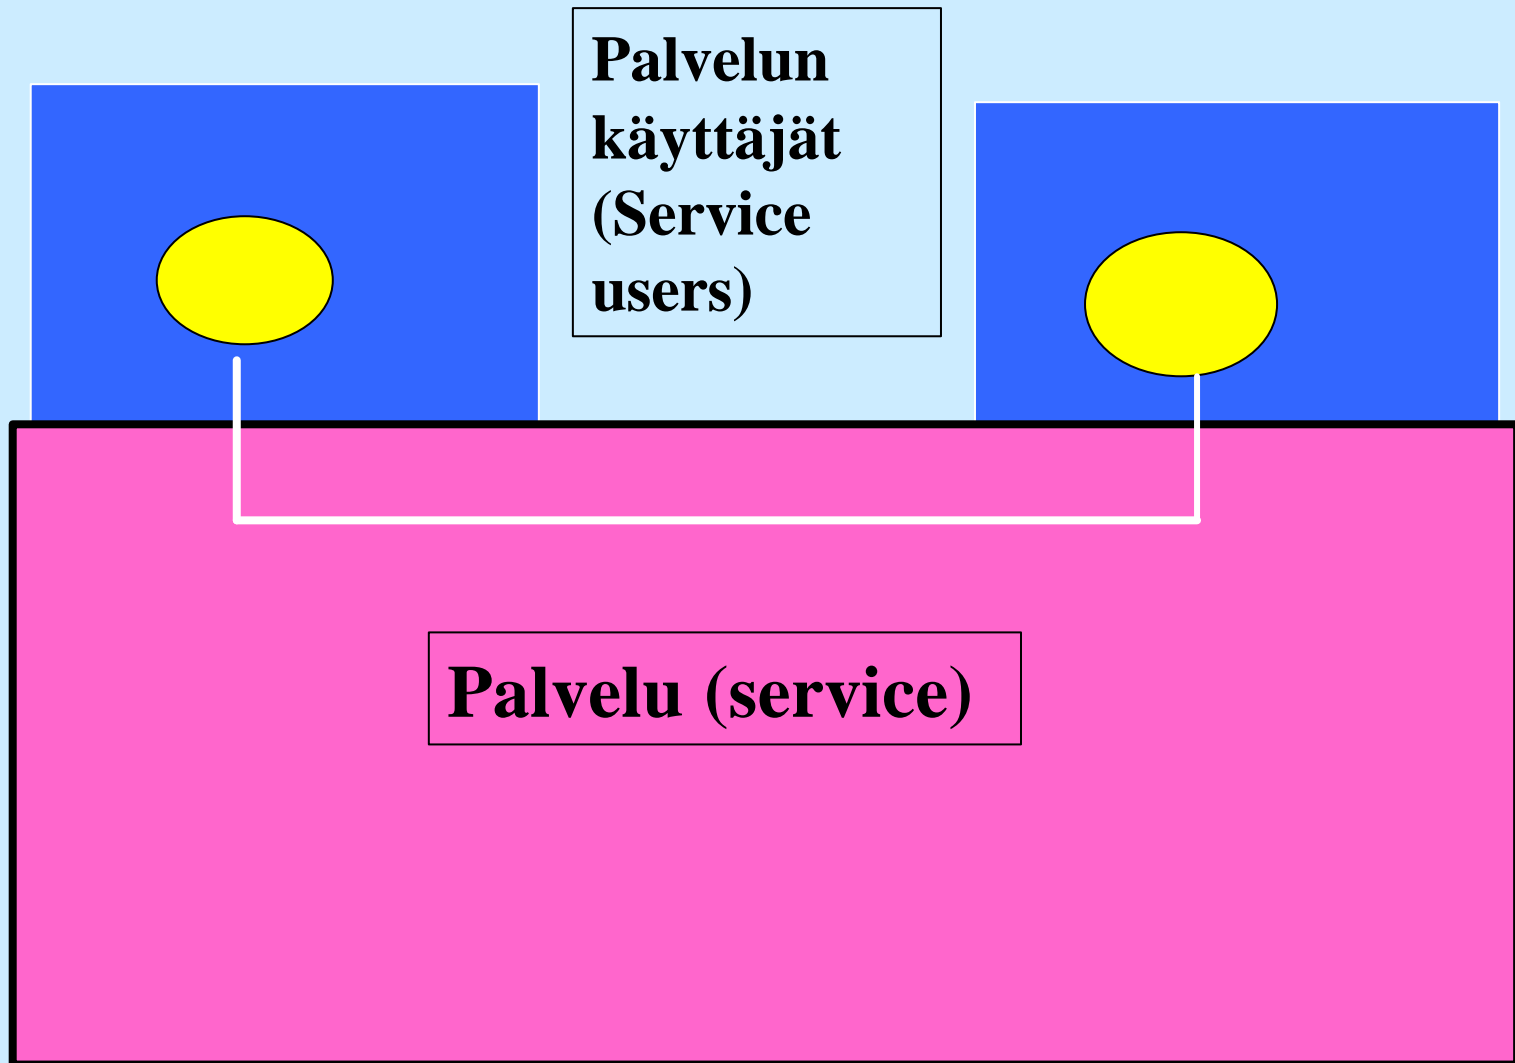 Palvelun
käyttäjät
(Service
users)
Palvelu (service)